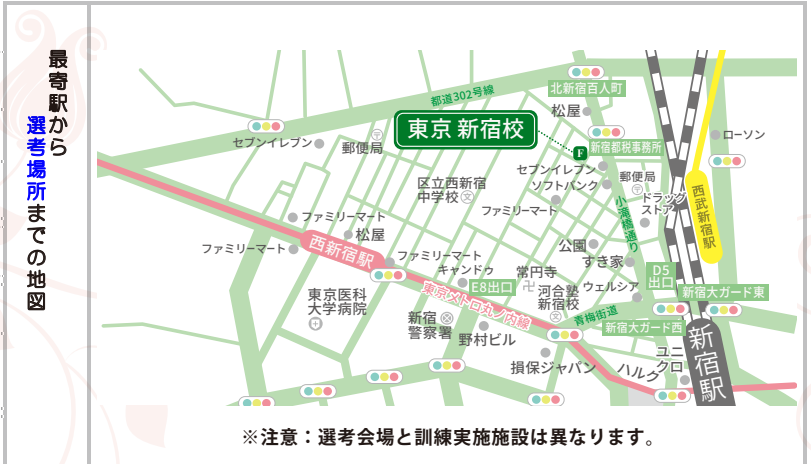 最寄駅から
選考場所までの地図
都道302号線
北新宿百人町
松屋
東京 新宿校
F
新宿都税事務所
ローソン
セブンイレブン
郵便局
〒
セブンイレブン
ソフトバンク
郵便局
〒
区立西新宿
中学校
文
ファミリーマート
ドラッグ
ストア
西武新宿駅
小滝橋通り
ファミリーマート
松屋
ファミリーマート
西新宿駅
ファミリーマート
キャンドゥ
公園
すき家
常円寺
卍
E8出口
D5
出口
ウェルシア
新宿大ガード東
東京医科
大学病院
東京メトロ丸ノ内線
河合塾
新宿校
文
青梅街道
新宿大ガード西
新宿
警察署
野村ビル
損保ジャパン
ユニ
クロ
ハルク
新宿駅
※注意：選考会場と訓練実施施設は異なります。